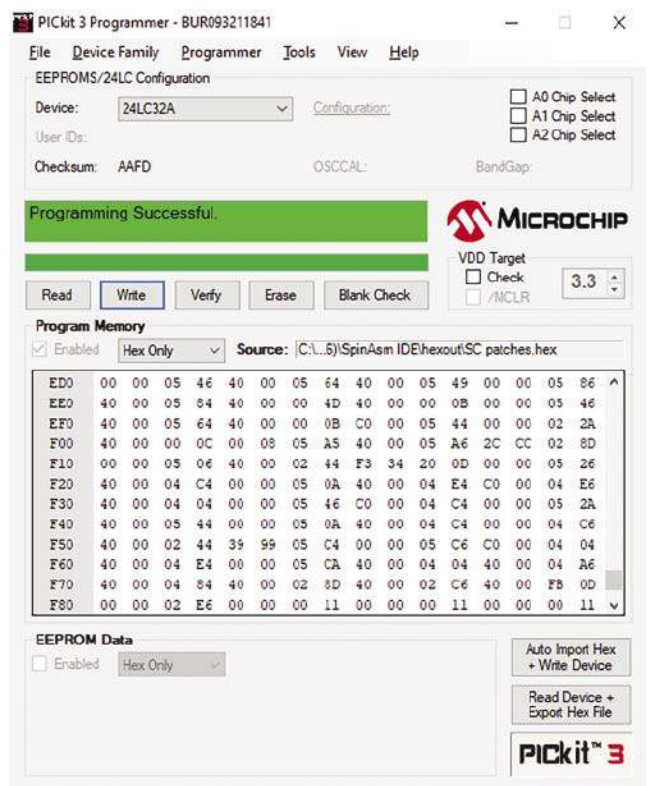 PICkit 3 Programmer - BUR093211841
File Device Family Programmer Tools View Help
EEPROMS/24LC Configuration
Device: 24LC32A Configuration:
A0 Chip Select
A1 Chip Select
User IDs:
A2 Chip Select
Checksum: AAFD OSCCAL: BandGap:
Programming Successful.
MICROCHIP
VDD Target
Check
/MCLR
3.3
Read Write Verify Erase Blank Check
Program Memory
Enabled Hex Only Source: C:\...6)\SpinAsm IDE\hexout\SC patches.hex
ED0 00 00 05 46 40 00 05 64 40 00 05 49 00 00 05 86
EE0 40 00 05 84 40 00 00 4D 40 00 00 0B 00 00 05 46
EF0 40 00 05 64 40 00 00 0B C0 00 05 44 00 00 02 2A
F00 40 00 00 0C 00 08 05 A5 40 00 05 A6 2C CC 02 8D
F10 00 00 05 06 40 00 02 44 F3 34 20 0D 00 00 05 26
F20 40 00 04 C4 00 00 05 0A 40 00 04 E4 C0 00 04 E6
F30 40 00 04 04 00 00 05 46 C0 00 04 C4 00 00 05 2A
F40 40 00 05 44 00 00 05 0A 40 00 04 C4 00 00 04 C6
F50 40 00 02 44 39 99 05 C4 00 00 05 C6 C0 00 04 04
F60 40 00 04 E4 00 00 05 CA 40 00 04 04 40 00 04 A6
F70 40 00 04 84 40 00 02 8D 40 00 02 C6 40 00 FB 0D
F80 00 00 02 E6 00 00 00 11 00 00 00 11 00 00 00 11
EEPROM Data
Enabled Hex Only
Auto Import Hex
+ Write Device
Read Device +
Export Hex File
PICkit™ 3